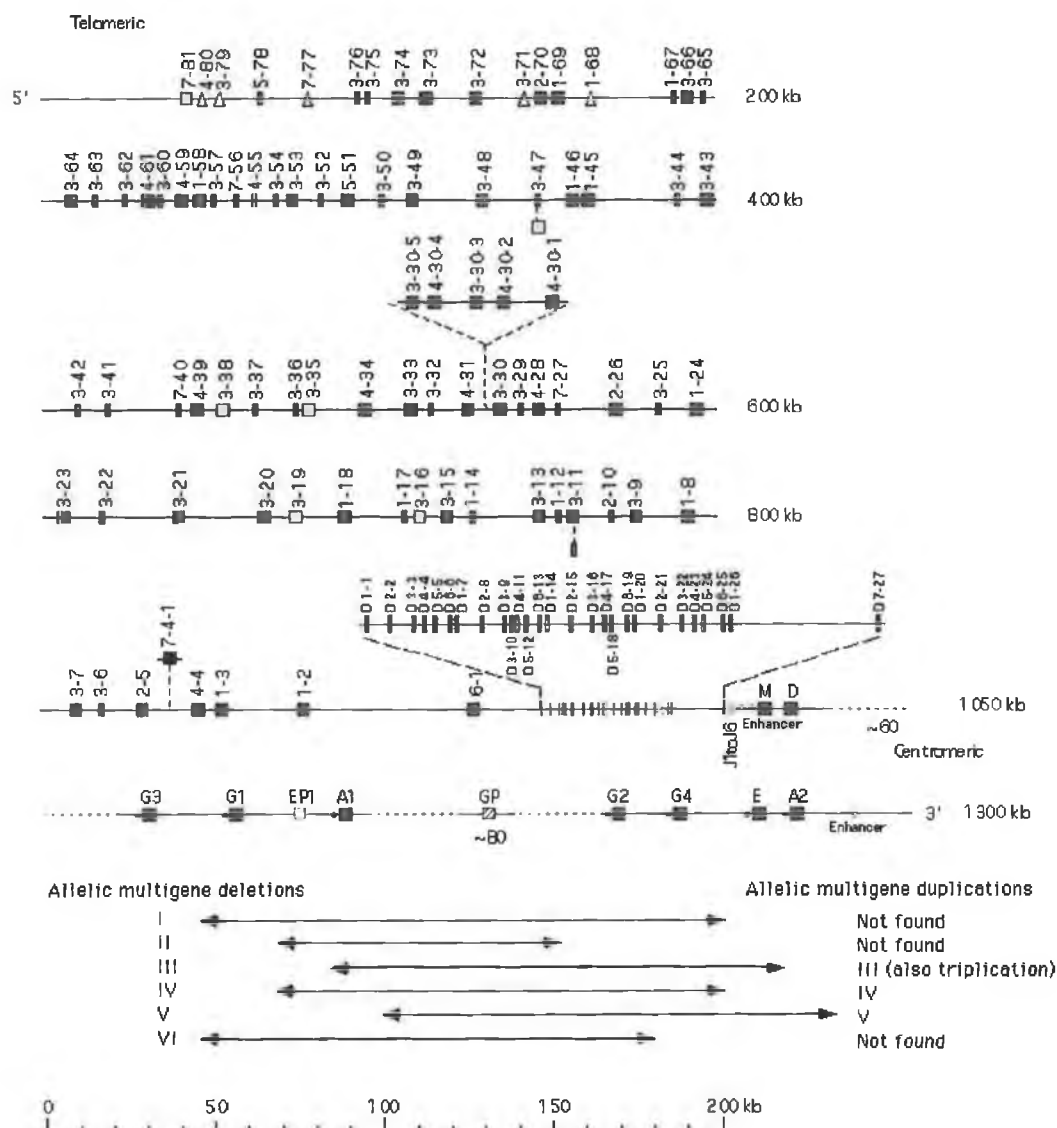 Telomeric
7-81 4-80 3-79 5-78 7-77 3-76 3-75 3-74 3-73 3-72 3-71 2-70 1-69 1-68 1-67 3-66 3-65
5' 200 kb
3-64 3-63 3-62 4-61 3-60 4-59 1-58 3-57 7-56 4-55 3-54 3-53 3-52 5-51 3-50 3-49 3-48 3-47 1-46 1-45 3-44 3-43
400 kb
3-30-5 4-30-4 3-30-3 4-30-2 4-30-1
3-42 3-41 7-40 4-39 3-38 3-37 3-36 3-35 4-34 3-33 3-32 4-31 3-30 3-29 4-28 7-27 2-26 3-25 1-24
600 kb
3-23 3-22 3-21 3-20 3-19 1-18 1-17 3-16 3-15 1-14 3-13 1-12 3-11 2-10 3-9 1-8
800 kb
D1-1 D2-2 D3-3 D4-4 D5-5 D6-6 D1-7 D2-8 D3-9 D4-11 D6-13 D1-14 D2-15 D3-16 D4-17 D6-19 D1-20 D2-21 D3-22 D4-23 D5-24 D6-25 D1-26 D7-27
D3-10 D5-12 D5-18
7-4-1
3-7 3-6 2-5 4-4 1-3 1-2 6-1 M D
1 050 kb
J1toJ6 Enhancer ~60
Centromeric
G3 G1 EP1 A1 GP G2 G4 E A2
3' 1 300 kb
~80 Enhancer
Allelic multigene deletions Allelic multigene duplications
I Not found
II Not found
III III (also triplication)
IV IV
V V
VI Not found
0 50 100 150 200 kb